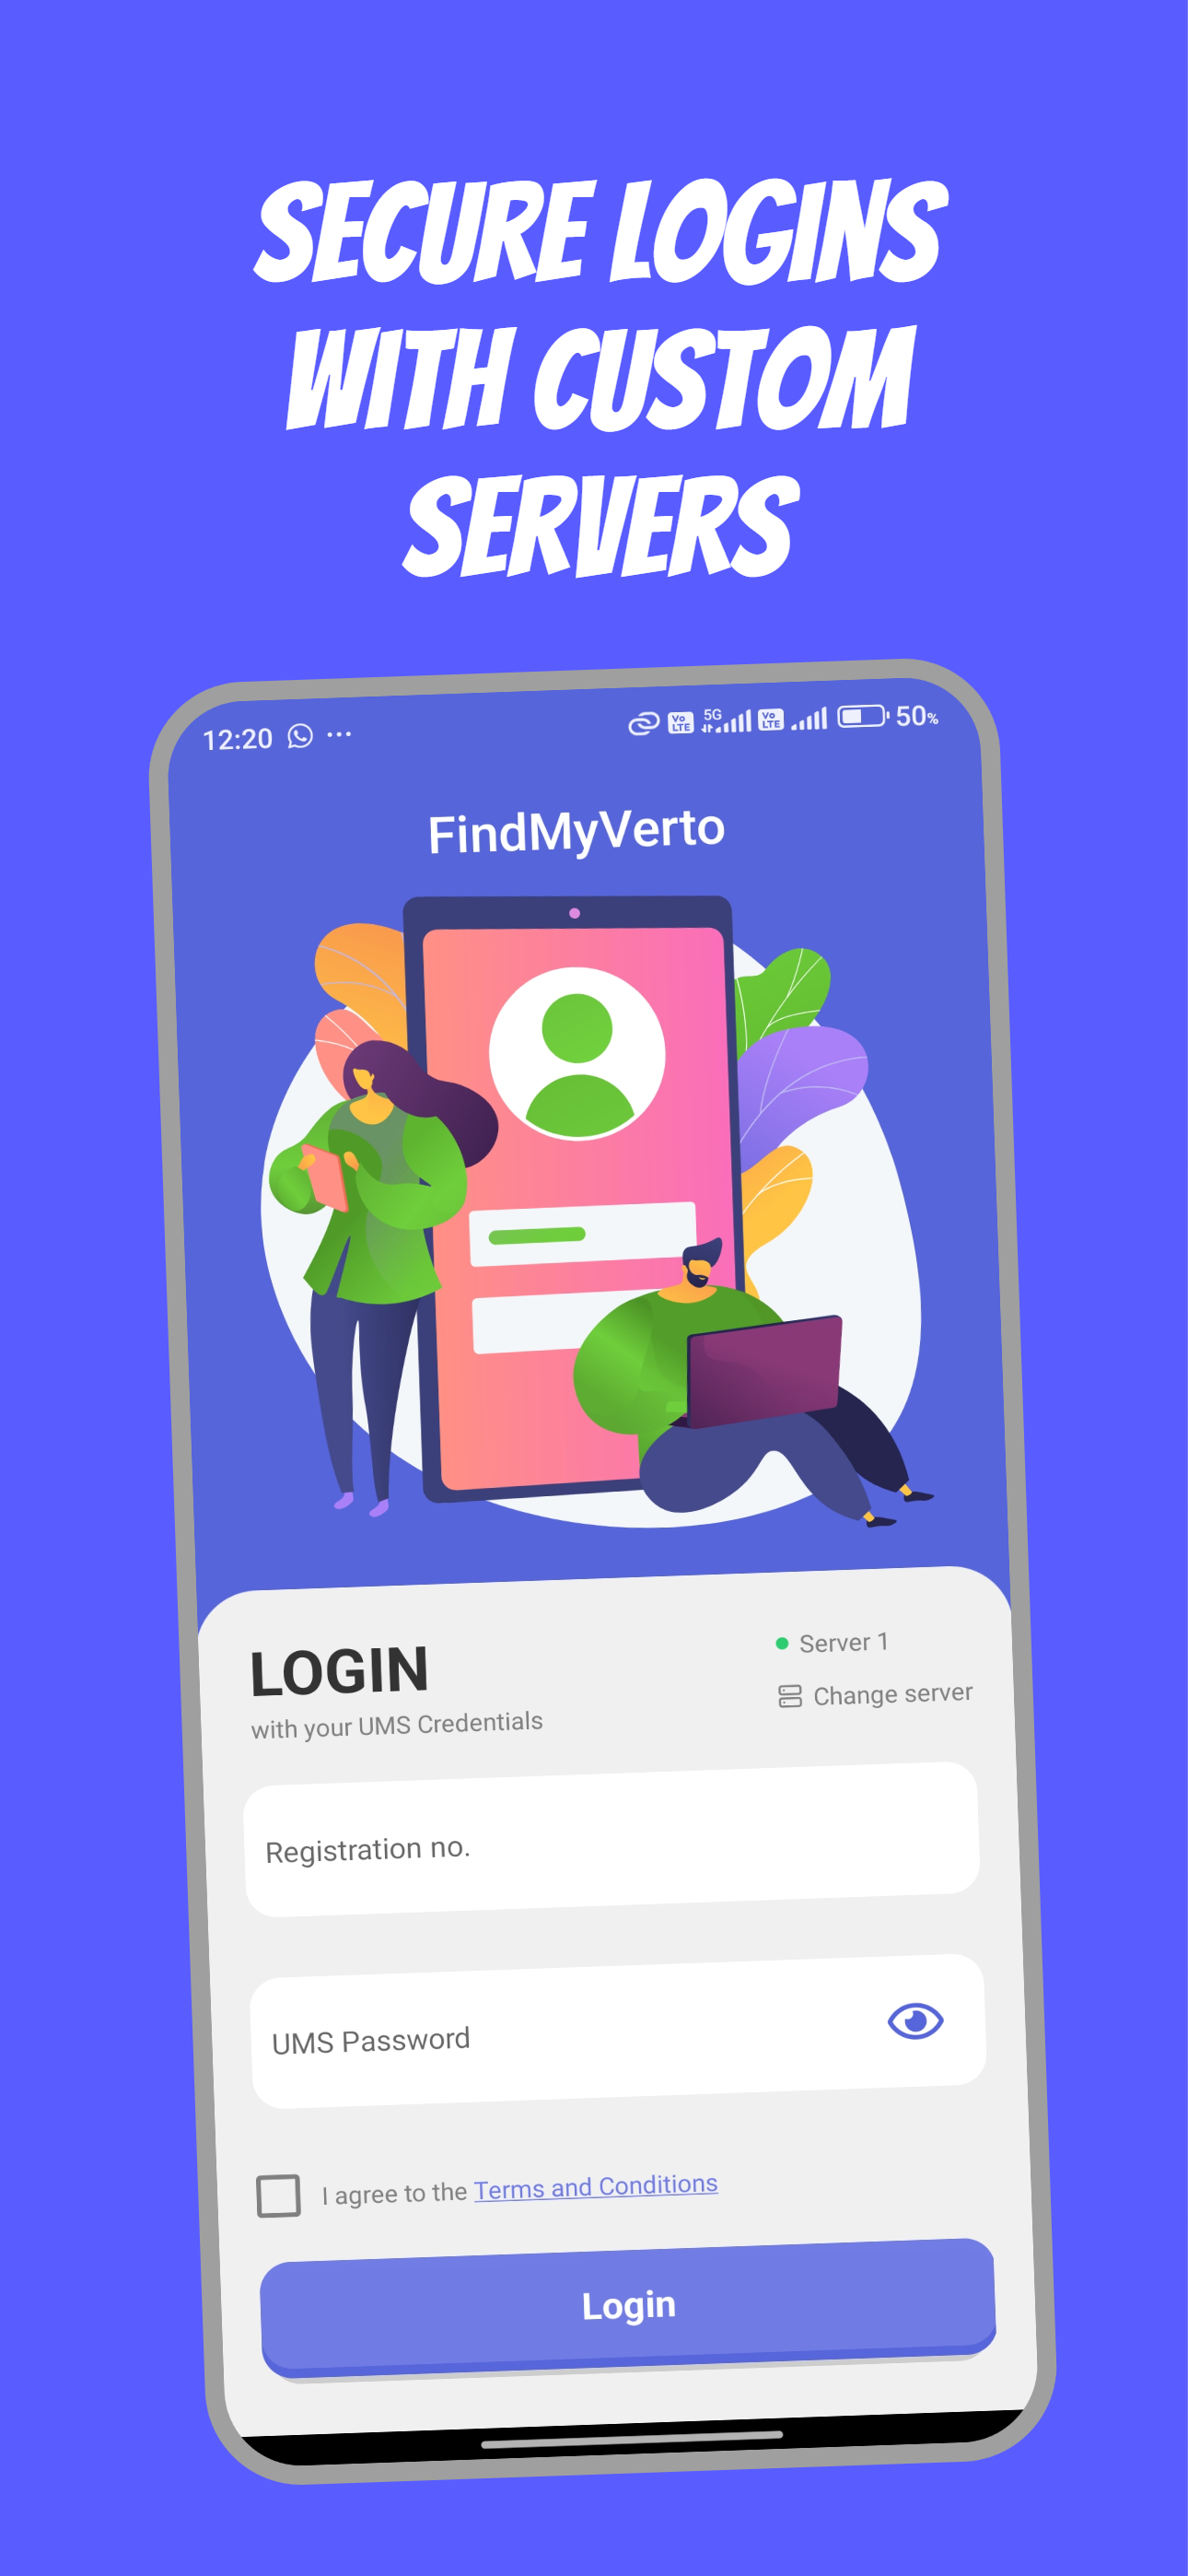 SECURE LOGINS
WITH CUSTOM
SERVERS
12:20 ... Vo LTE 5G Vo LTE 50%
FindMyVerto
LOGIN
Server 1
with your UMS Credentials
Change server
Registration no.
UMS Password
I agree to the Terms and Conditions
Login